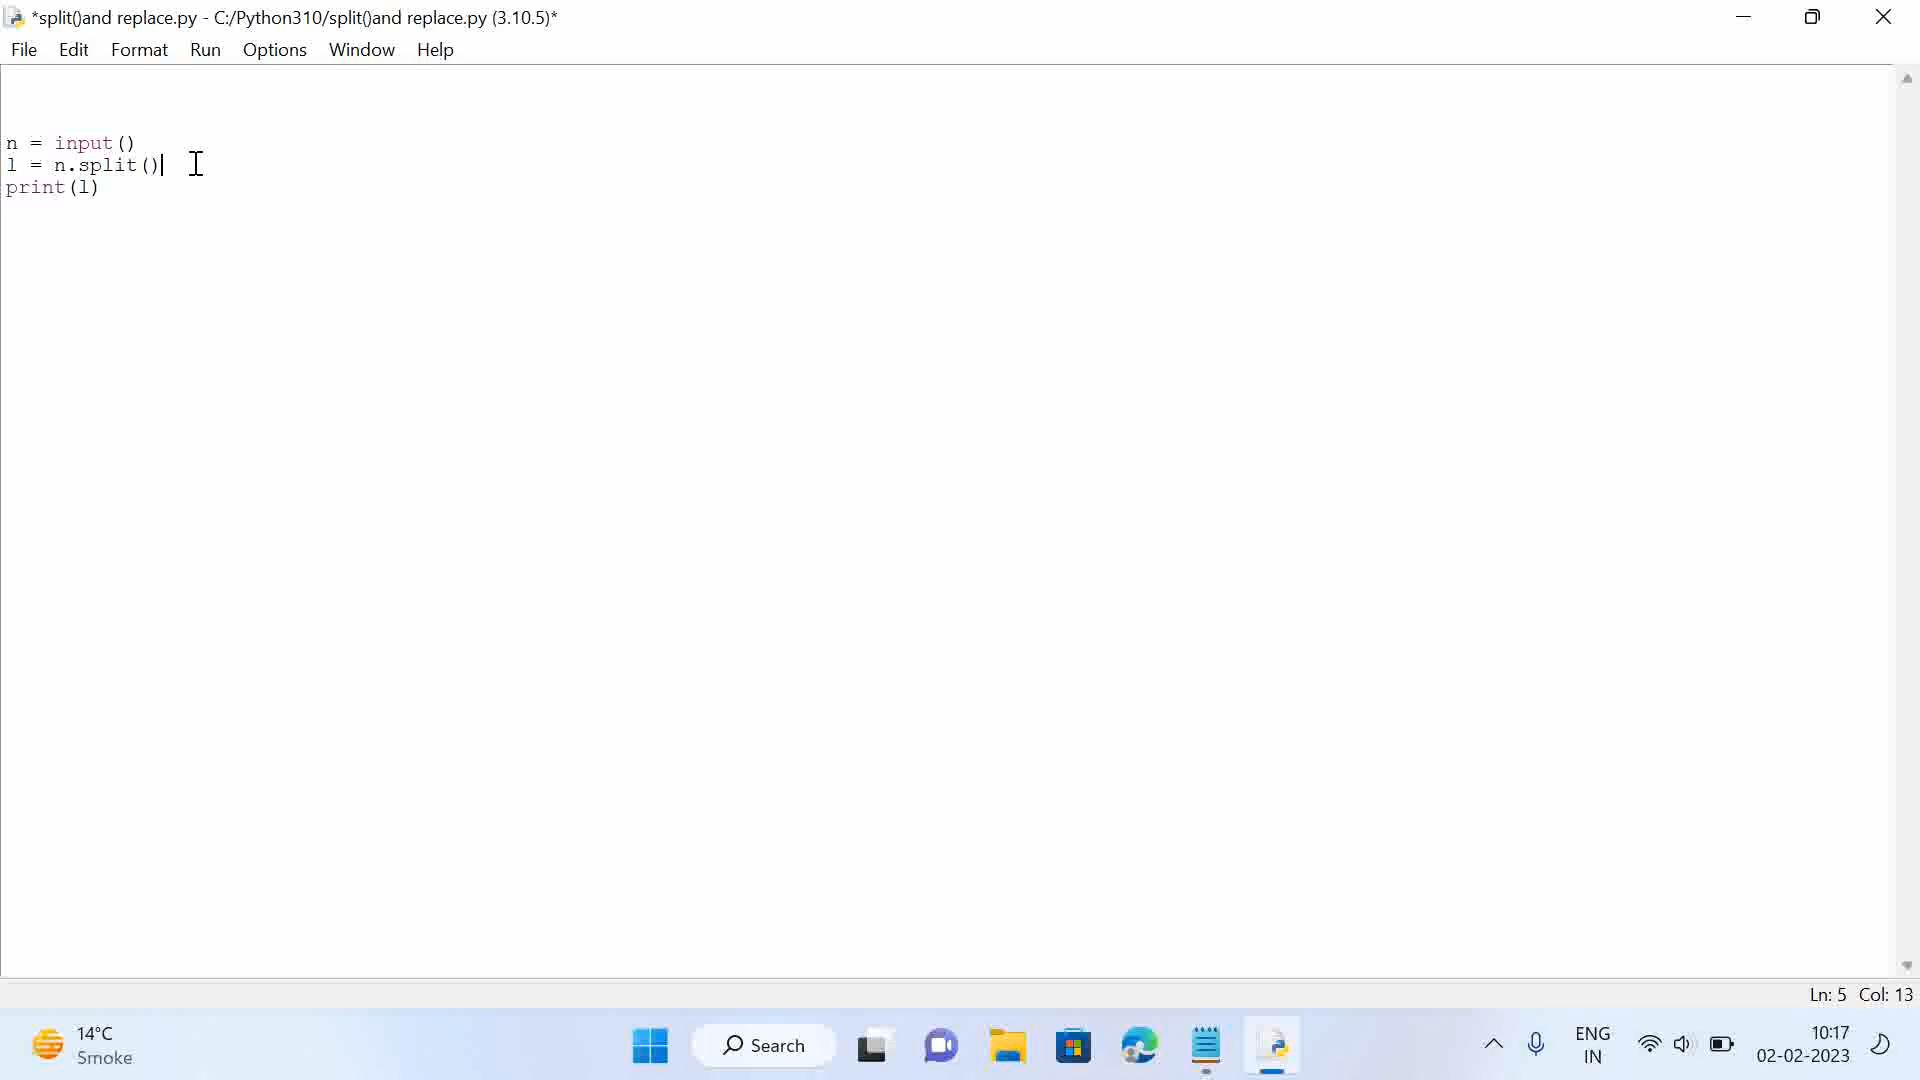 *split()and replace.py - C:/Python310/split()and replace.py (3.10.5)*
File Edit Format Run Options Window Help
n = input()
l = n.split()
print(l)
Ln: 5 Col: 13
14°C
Smoke
Search
ENG
IN
10:17
02-02-2023